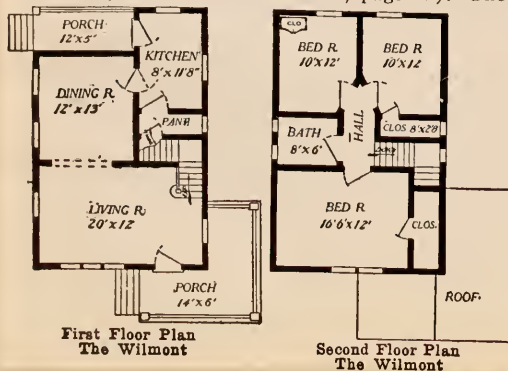 PORCH
12'x5'
KITCHEN
8'x11'8"
DINING R.
12'x13'
PANT.
LIVING R.
20'x12'
PORCH
14'x6'
First Floor Plan
The Wilmont
CLO
BED R.
10'x12'
BED R.
10'x12
HALL
BATH
8'x6'
CLOS. 8'x2'8
BED R.
16'6"x12'
CLOS.
ROOF
Second Floor Plan
The Wilmont